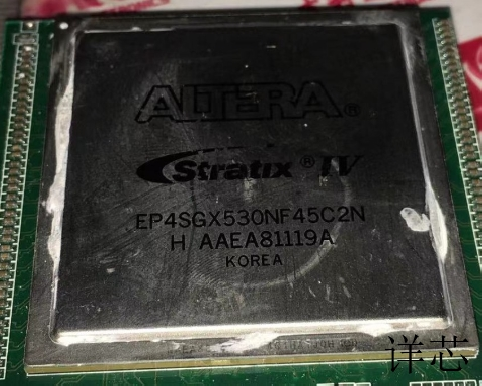 ALTERA®
Stratix® IV
EP4SGX530NF45C2N
H AAEA81119A
KOREA
详芯